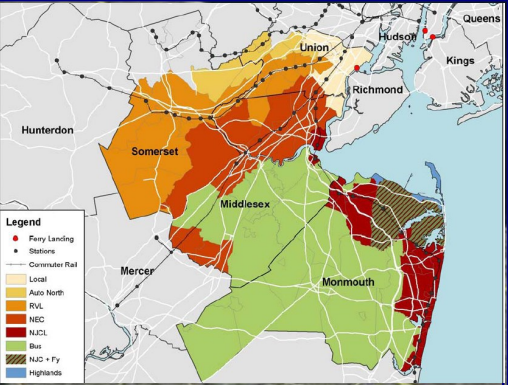 Queens
Hudson
Union
Kings
Richmond
Hunterdon
Somerset
Middlesex
Mercer
Monmouth
Legend
Ferry Landing
Stations
Commuter Rail
Local
Auto North
RVL
NEC
NJCL
Bus
NJC + Fy
Highlands